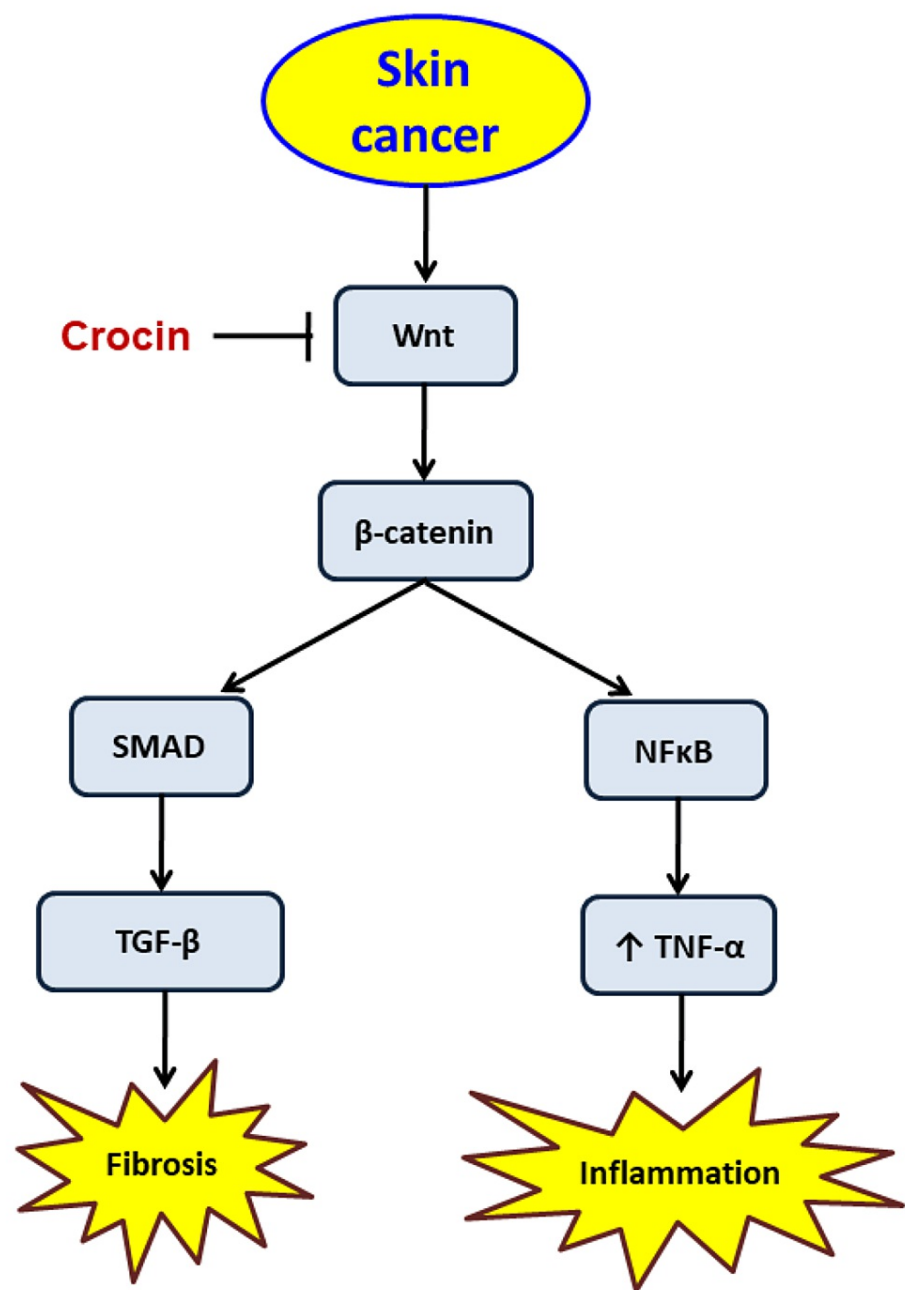 Skin
cancer
Crocin
Wnt
β-catenin
SMAD
NFκB
TGF-β
↑ TNF-α
Fibrosis
Inflammation